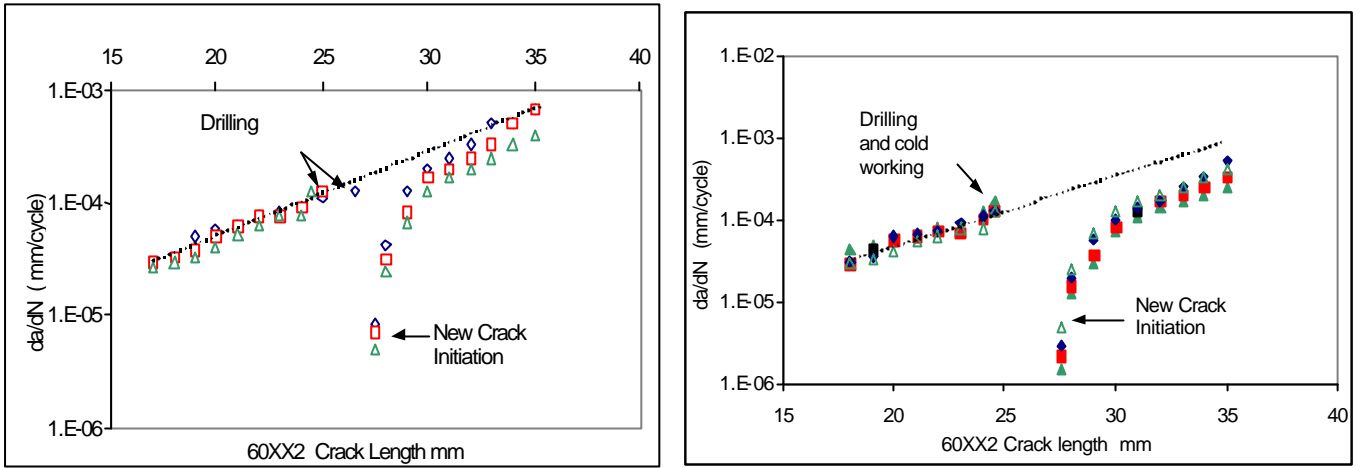 15 20 25 30 35 40
1.E-03
1.E-04
1.E-05
1.E-06
da/dN ( mm/cycle)
Drilling
New Crack
Initiation
60XX2 Crack Length mm
1.E-02
1.E-03
1.E-04
1.E-05
1.E-06
da/dN (mm/cycle)
Drilling
and cold
working
New Crack
Initiation
15 20 25 30 35 40
60XX2 Crack length mm